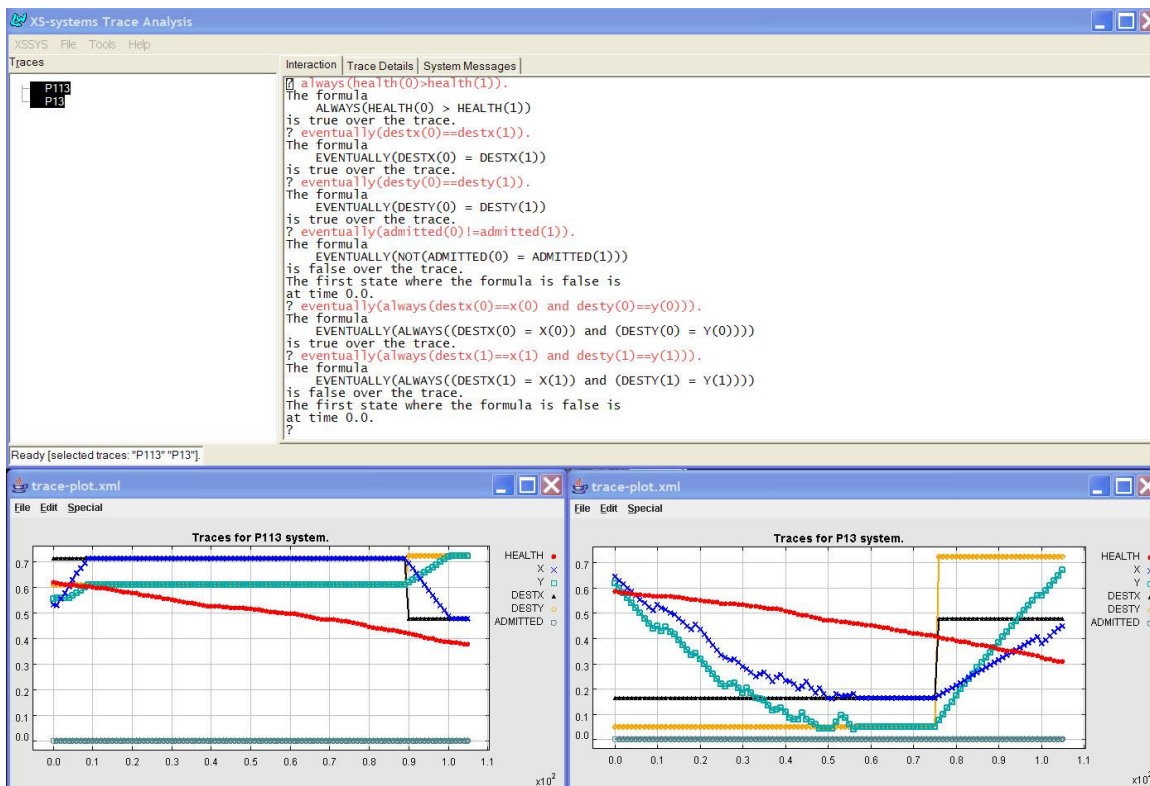 XS-systems Trace Analysis
XSSYS File Tools Help
Traces
P113
P13
Interaction Trace Details System Messages
? always(health(0)>health(1)).
The formula
ALWAYS(HEALTH(0) > HEALTH(1))
is true over the trace.
? eventually(destx(0)==destx(1)).
The formula
EVENTUALLY(DESTX(0) = DESTX(1))
is true over the trace.
? eventually(desty(0)==desty(1)).
The formula
EVENTUALLY(DESTY(0) = DESTY(1))
is true over the trace.
? eventually(admitted(0)!=admitted(1)).
The formula
EVENTUALLY(NOT(ADMITTED(0) = ADMITTED(1)))
is false over the trace.
The first state where the formula is false is
at time 0.0.
? eventually(always(destx(0)==x(0) and desty(0)==y(0))).
The formula
EVENTUALLY(ALWAYS((DESTX(0) = X(0)) and (DESTY(0) = Y(0))))
is true over the trace.
? eventually(always(destx(1)==x(1) and desty(1)==y(1))).
The formula
EVENTUALLY(ALWAYS((DESTX(1) = X(1)) and (DESTY(1) = Y(1))))
is false over the trace.
The first state where the formula is false is
at time 0.0.
?
Ready [selected traces: "P113" "P13"].
trace-plot.xml
File Edit Special
Traces for P113 system.
HEALTH
X
Y
DESTX
DESTY
ADMITTED
0.7
0.6
0.5
0.4
0.3
0.2
0.1
0.0
0.0 0.1 0.2 0.3 0.4 0.5 0.6 0.7 0.8 0.9 1.0 1.1
x10^2
trace-plot.xml
File Edit Special
Traces for P13 system.
HEALTH
X
Y
DESTX
DESTY
ADMITTED
0.7
0.6
0.5
0.4
0.3
0.2
0.1
0.0
0.0 0.1 0.2 0.3 0.4 0.5 0.6 0.7 0.8 0.9 1.0 1.1
x10^2